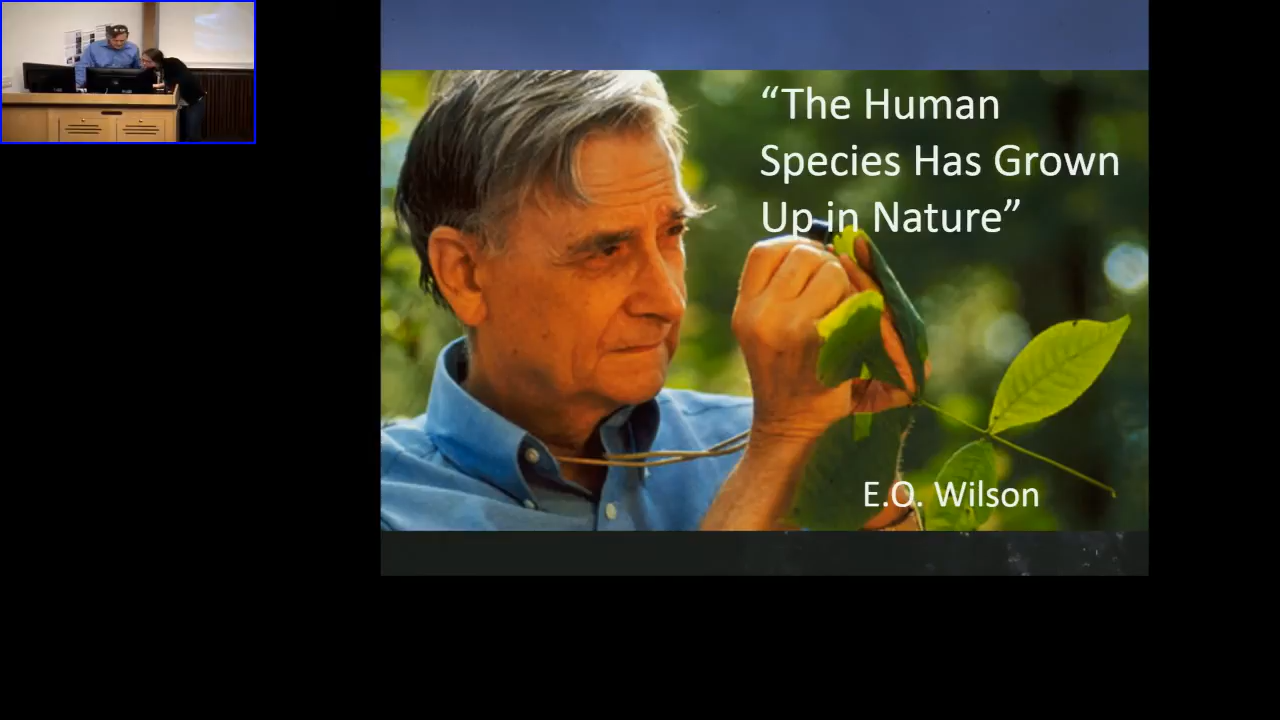 “The Human
Species Has Grown
Up in Nature”
E.O. Wilson